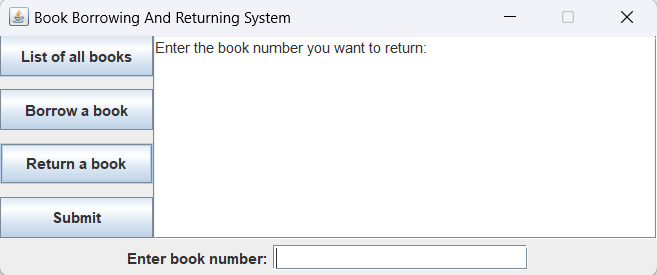 Book Borrowing And Returning System
List of all books
Enter the book number you want to return:
Borrow a book
Return a book
Submit
Enter book number: